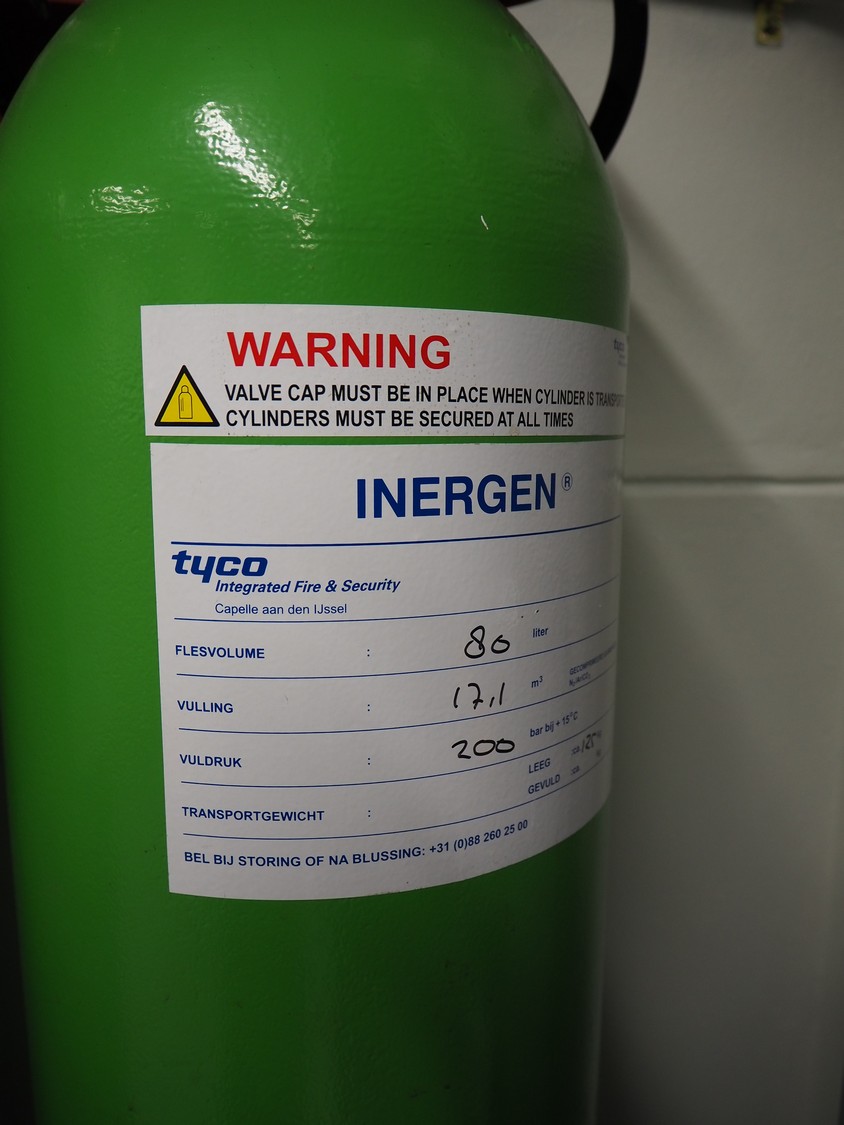 WARNING
VALVE CAP MUST BE IN PLACE WHEN CYLINDER IS
CYLINDERS MUST BE SECURED AT ALL TIMES
INERGEN®
tyco
Integrated Fire & Security
Capelle aan den IJssel
FLESVOLUME : 80 liter
VULLING : 17,1 m³
VULDRUK : 200 bar bij + 15°C
TRANSPORTGEWICHT : LEEG :ca
GEVULD :ca
BEL BIJ STORING OF NA BLUSSING: +31 (0)88 260 25 00